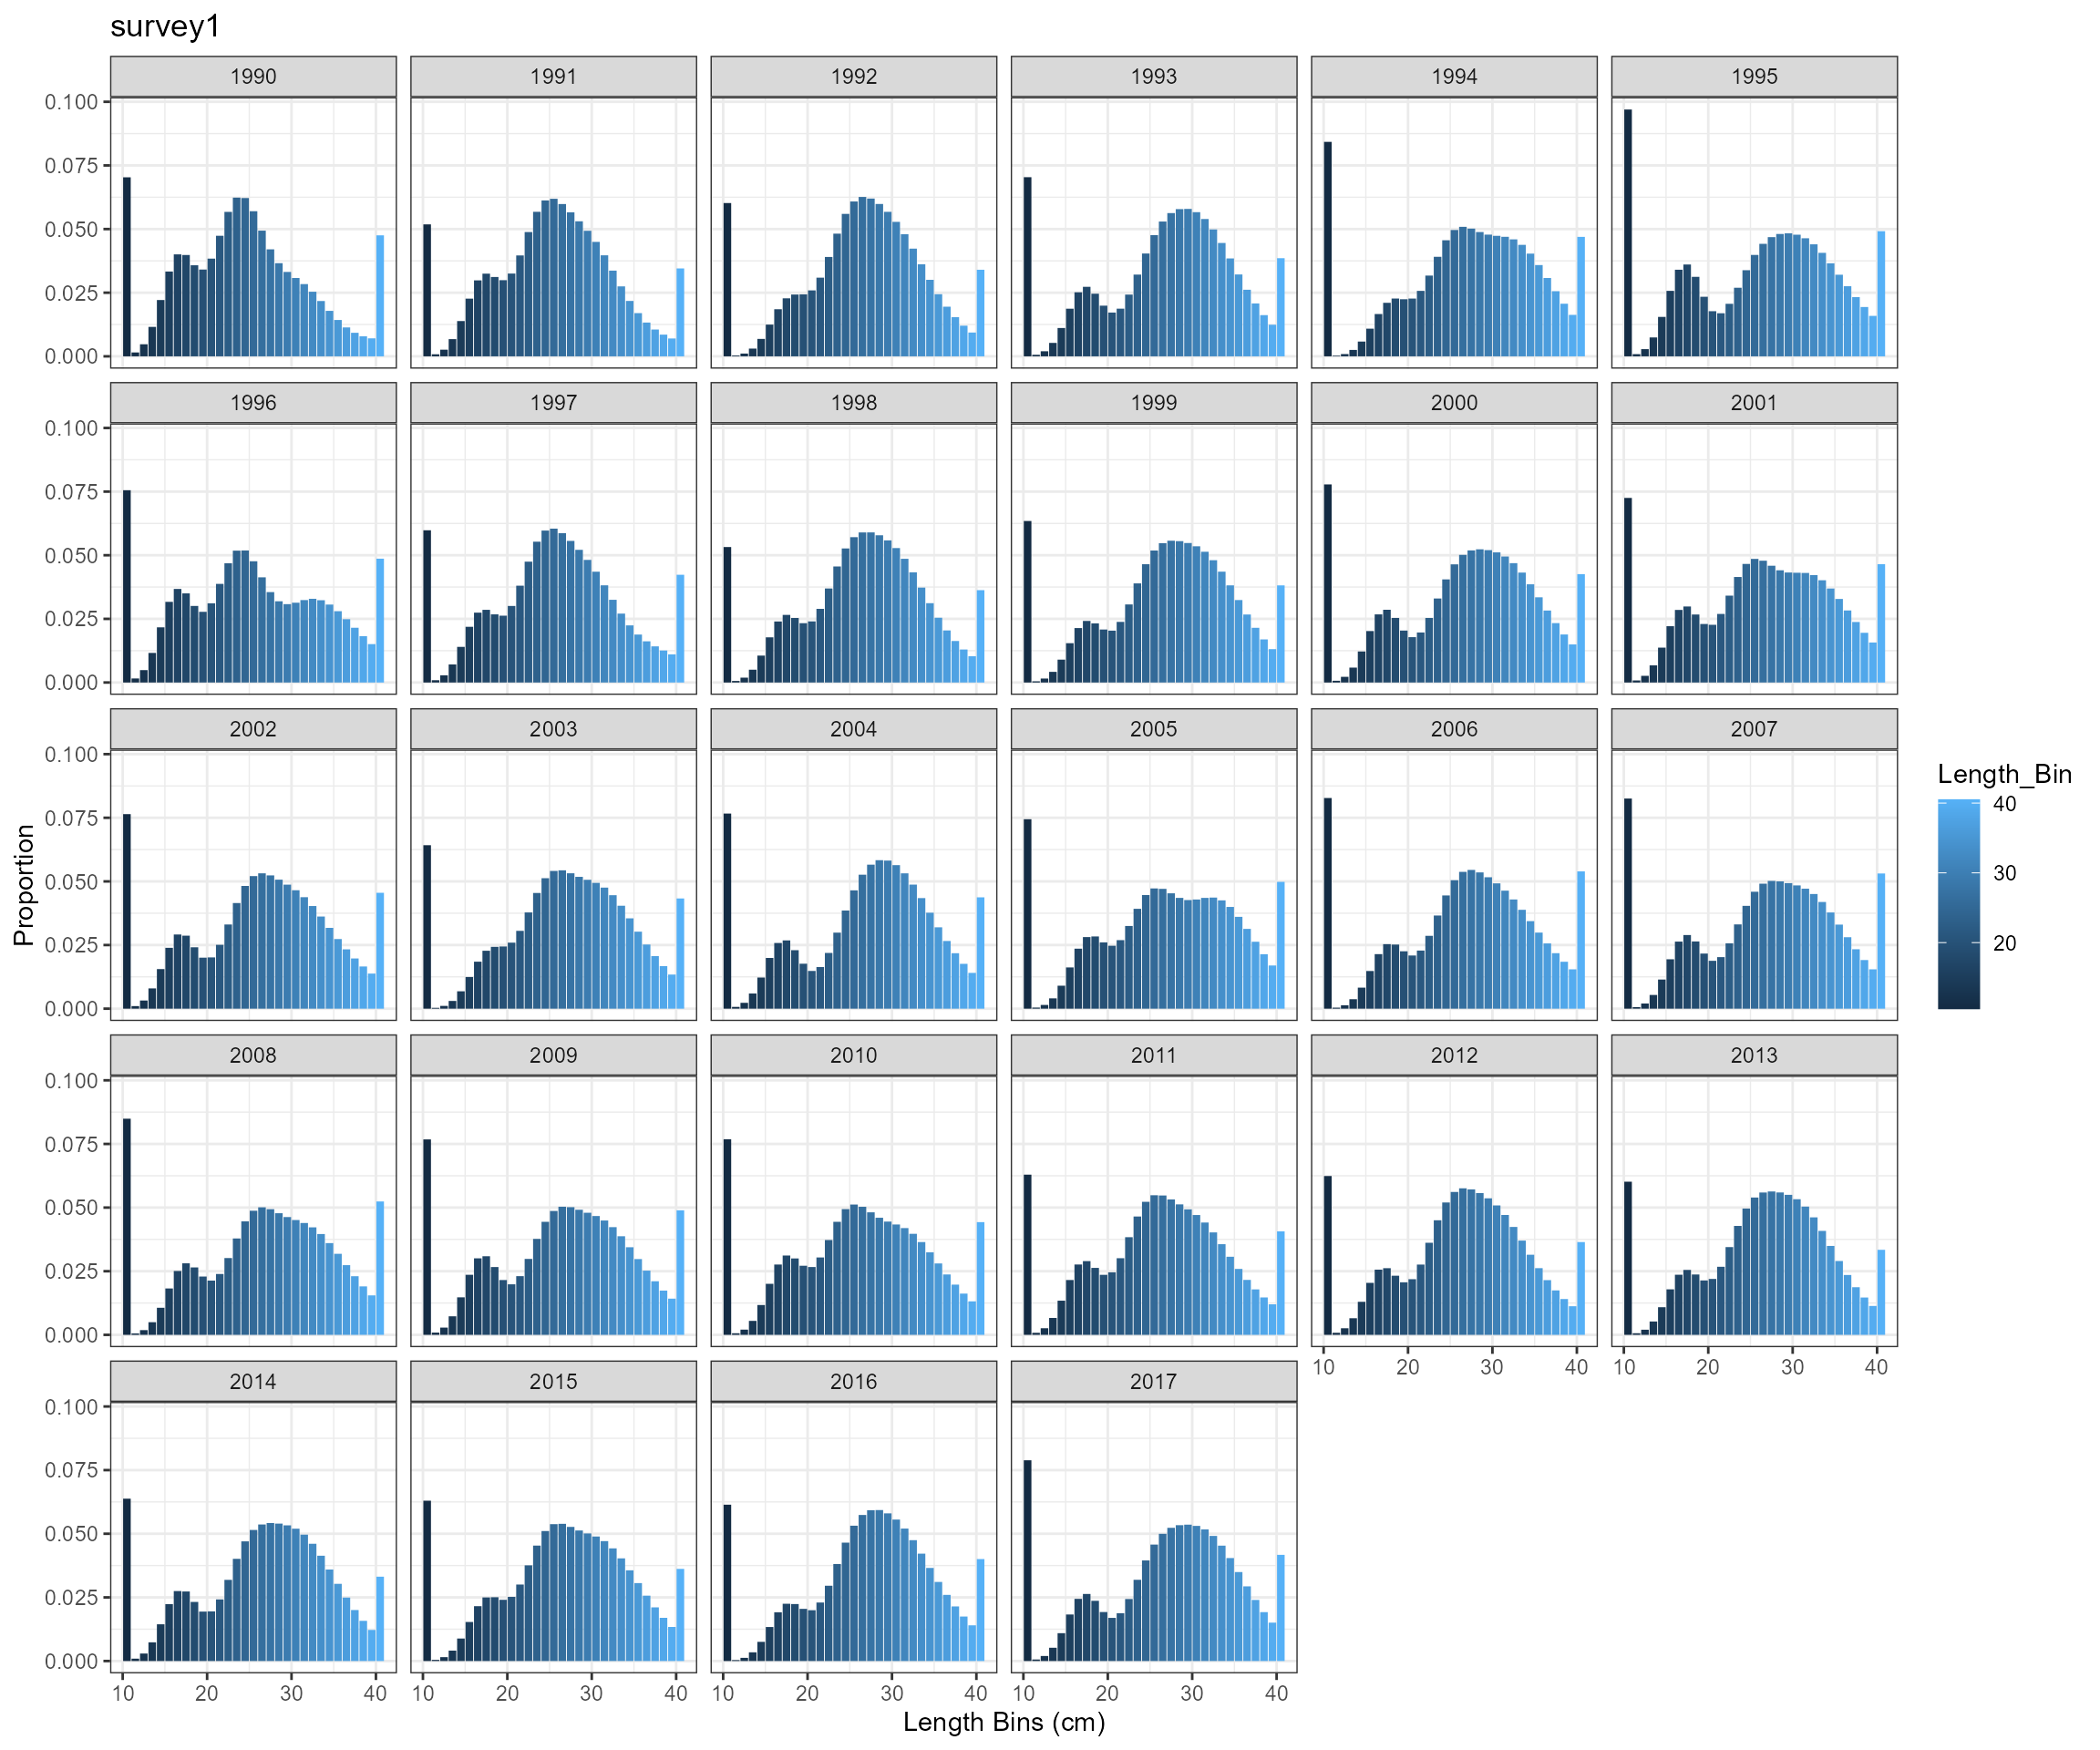 survey1
1990 1991 1992 1993 1994 1995
0.100
0.075
0.050
0.025
0.000
1996 1997 1998 1999 2000 2001
0.100
0.075
0.050
0.025
0.000
2002 2003 2004 2005 2006 2007
0.100
0.075
0.050
0.025
0.000
Proportion
2008 2009 2010 2011 2012 2013
0.100
0.075
0.050
0.025
0.000
10 20 30 40 10 20 30 40
2014 2015 2016 2017
0.100
0.075
0.050
0.025
0.000
10 20 30 40 10 20 30 40 10 20 30 40 10 20 30 40
Length Bins (cm)
Length_Bin
40
30
20